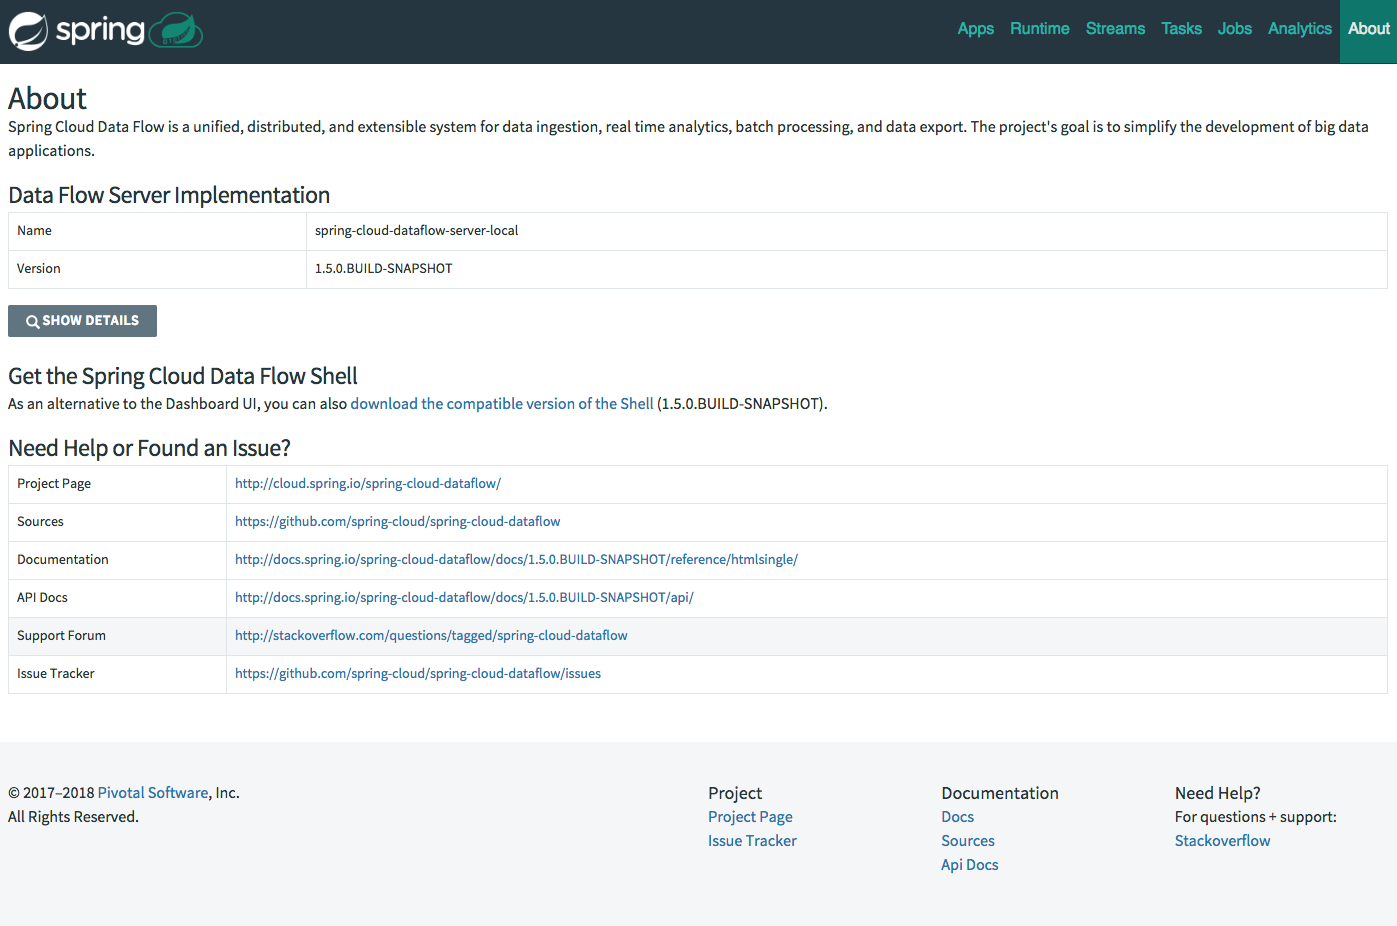 spring
Apps Runtime Streams Tasks Jobs Analytics About
About
Spring Cloud Data Flow is a unified, distributed, and extensible system for data ingestion, real time analytics, batch processing, and data export. The project's goal is to simplify the development of big data
applications.
Data Flow Server Implementation
Name spring-cloud-dataflow-server-local
Version 1.5.0.BUILD-SNAPSHOT
SHOW DETAILS
Get the Spring Cloud Data Flow Shell
As an alternative to the Dashboard UI, you can also download the compatible version of the Shell (1.5.0.BUILD-SNAPSHOT).
Need Help or Found an Issue?
Project Page http://cloud.spring.io/spring-cloud-dataflow/
Sources https://github.com/spring-cloud/spring-cloud-dataflow
Documentation http://docs.spring.io/spring-cloud-dataflow/docs/1.5.0.BUILD-SNAPSHOT/reference/htmlsingle/
API Docs http://docs.spring.io/spring-cloud-dataflow/docs/1.5.0.BUILD-SNAPSHOT/api/
Support Forum http://stackoverflow.com/questions/tagged/spring-cloud-dataflow
Issue Tracker https://github.com/spring-cloud/spring-cloud-dataflow/issues
© 2017–2018 Pivotal Software, Inc.
All Rights Reserved.
Project
Project Page
Issue Tracker
Documentation
Docs
Sources
Api Docs
Need Help?
For questions + support:
Stackoverflow